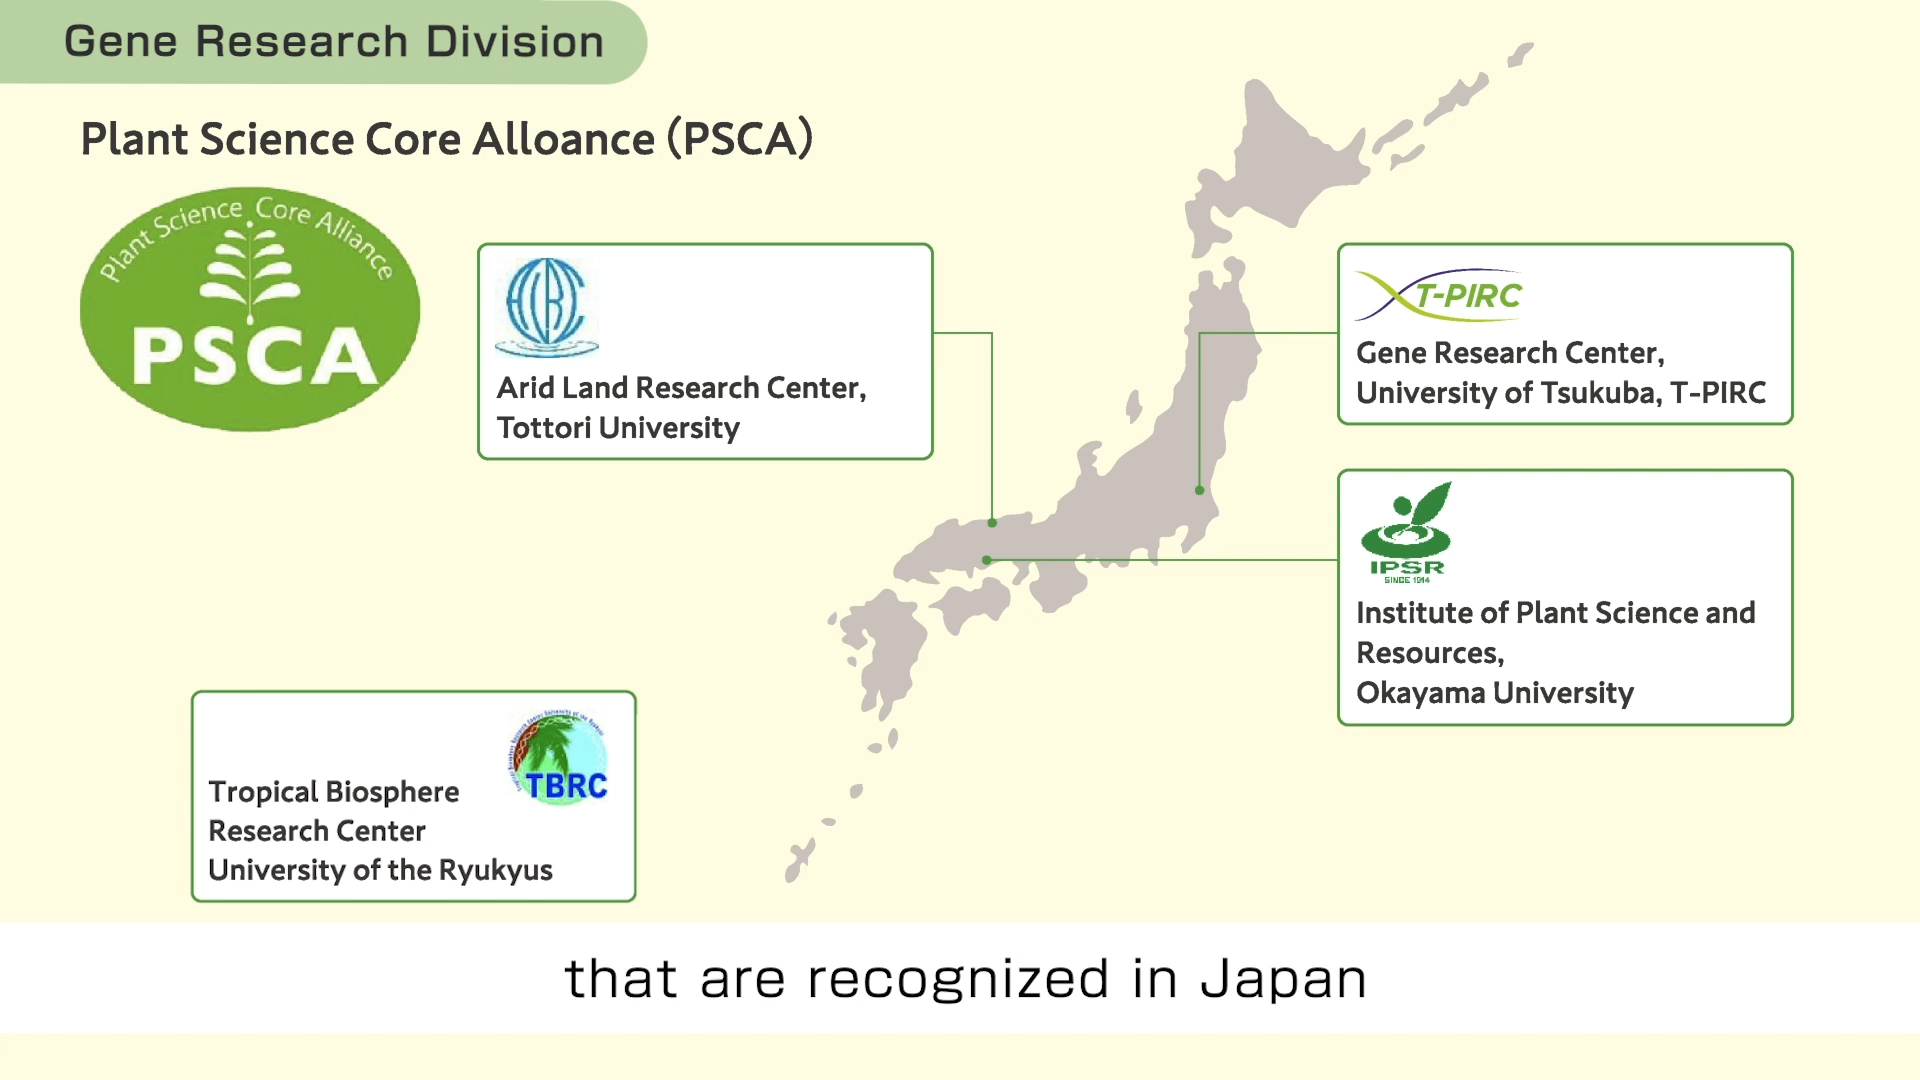 Gene Research Division
Plant Science Core Alloance (PSCA)
Plant Science Core Alliance
PSCA
Arid Land Research Center,
Tottori University
T-PIRC
Gene Research Center,
University of Tsukuba, T-PIRC
IPSR
SINCE 1914
Institute of Plant Science and
Resources,
Okayama University
TBRC
Tropical Biosphere
Research Center
University of the Ryukyus
that are recognized in Japan